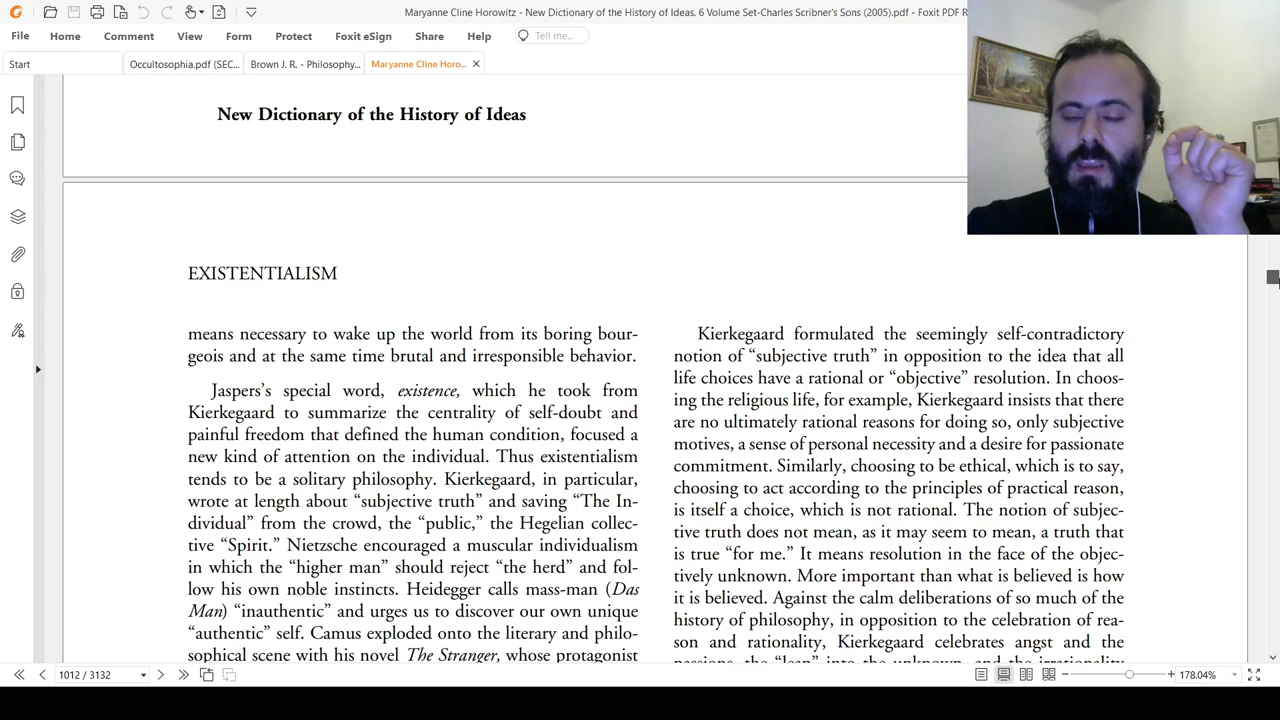 Maryanne Cline Horowitz - New Dictionary of the History of Ideas. 6 Volume Set-Charles Scribner's Sons (2005).pdf - Foxit PDF R
File Home Comment View Form Protect Foxit eSign Share Help Tell me...
Start Occultosophia.pdf (SEC... Brown J. R. - Philosophy... Maryanne Cline Horo...
New Dictionary of the History of Ideas
EXISTENTIALISM
means necessary to wake up the world from its boring bour-
geois and at the same time brutal and irresponsible behavior.
Jaspers's special word, existence, which he took from
Kierkegaard to summarize the centrality of self-doubt and
painful freedom that defined the human condition, focused a
new kind of attention on the individual. Thus existentialism
tends to be a solitary philosophy. Kierkegaard, in particular,
wrote at length about “subjective truth” and saving “The In-
dividual” from the crowd, the “public,” the Hegelian collec-
tive “Spirit.” Nietzsche encouraged a muscular individualism
in which the “higher man” should reject “the herd” and fol-
low his own noble instincts. Heidegger calls mass-man (Das
Man) “inauthentic” and urges us to discover our own unique
“authentic” self. Camus exploded onto the literary and philo-
sophical scene with his novel The Stranger, whose protagonist
Kierkegaard formulated the seemingly self-contradictory
notion of “subjective truth” in opposition to the idea that all
life choices have a rational or “objective” resolution. In choos-
ing the religious life, for example, Kierkegaard insists that there
are no ultimately rational reasons for doing so, only subjective
motives, a sense of personal necessity and a desire for passionate
commitment. Similarly, choosing to be ethical, which is to say,
choosing to act according to the principles of practical reason,
is itself a choice, which is not rational. The notion of subjec-
tive truth does not mean, as it may seem to mean, a truth that
is true “for me.” It means resolution in the face of the objec-
tively unknown. More important than what is believed is how
it is believed. Against the calm deliberations of so much of the
history of philosophy, in opposition to the celebration of rea-
son and rationality, Kierkegaard celebrates angst and the
passions, the “leap” into the unknown, and the irrationality
1012 / 3132
178.04%